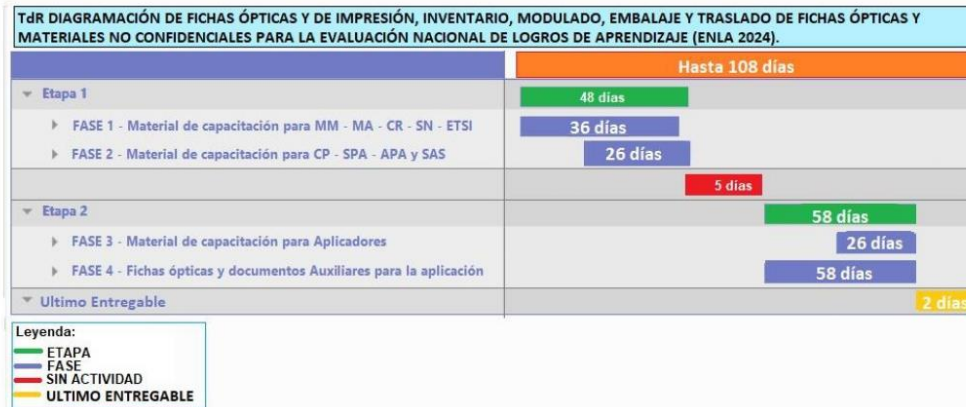 TdR DIAGRAMACIÓN DE FICHAS ÓPTICAS Y DE IMPRESIÓN, INVENTARIO, MODULADO, EMBALAJE Y TRASLADO DE FICHAS ÓPTICAS Y
MATERIALES NO CONFIDENCIALES PARA LA EVALUACIÓN NACIONAL DE LOGROS DE APRENDIZAJE (ENLA 2024).
Hasta 108 días
Etapa 1 48 días
FASE 1 - Material de capacitación para MM - MA - CR - SN - ETSI 36 días
FASE 2 - Material de capacitación para CP - SPA - APA y SAS 26 días
5 días
Etapa 2 58 días
FASE 3 - Material de capacitación para Aplicadores 26 días
FASE 4 - Fichas ópticas y documentos Auxiliares para la aplicación 58 días
Ultimo Entregable 2 días
Leyenda:
ETAPA
FASE
SIN ACTIVIDAD
ULTIMO ENTREGABLE